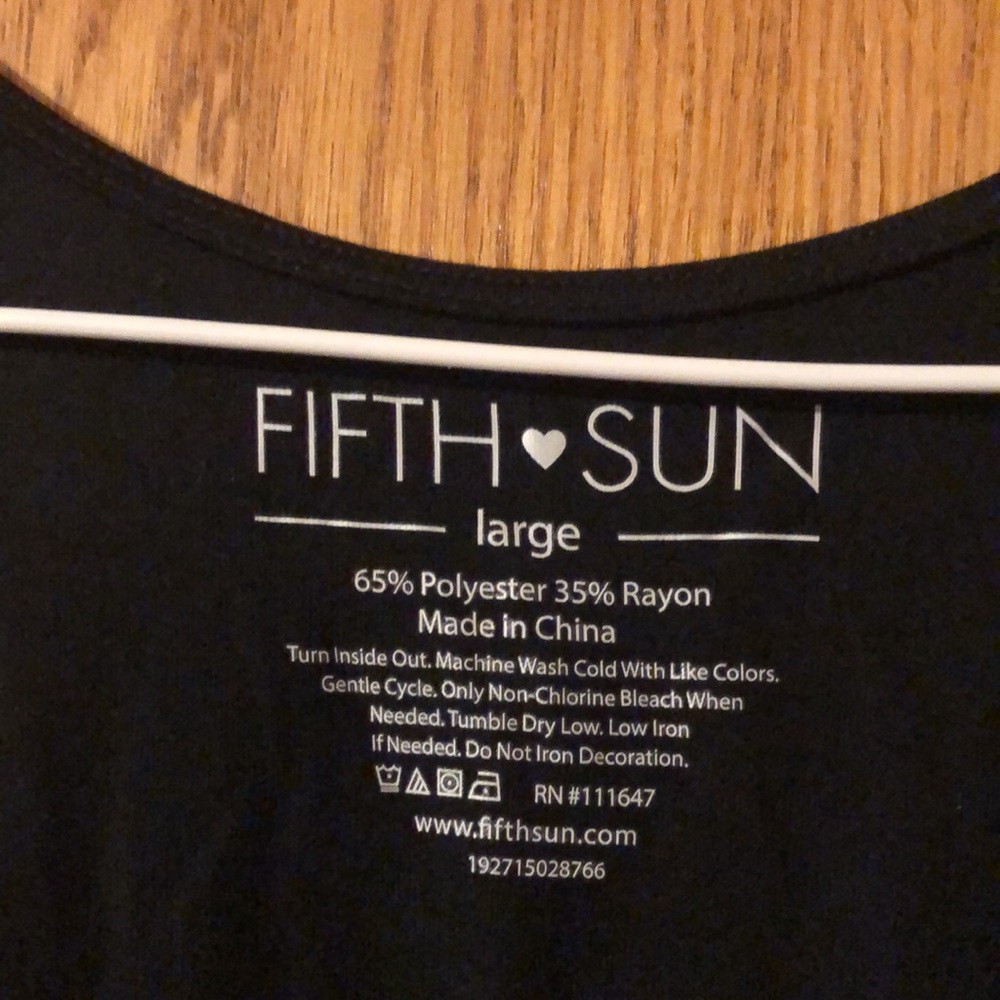 FIFTH SUN
large
65% Polyester 35% Rayon
Made in China
Turn Inside Out. Machine Wash Cold With Like Colors.
Gentle Cycle. Only Non-Chlorine Bleach When
Needed. Tumble Dry Low. Low Iron
If Needed. Do Not Iron Decoration.
RN #111647
www.fifthsun.com
192715028766